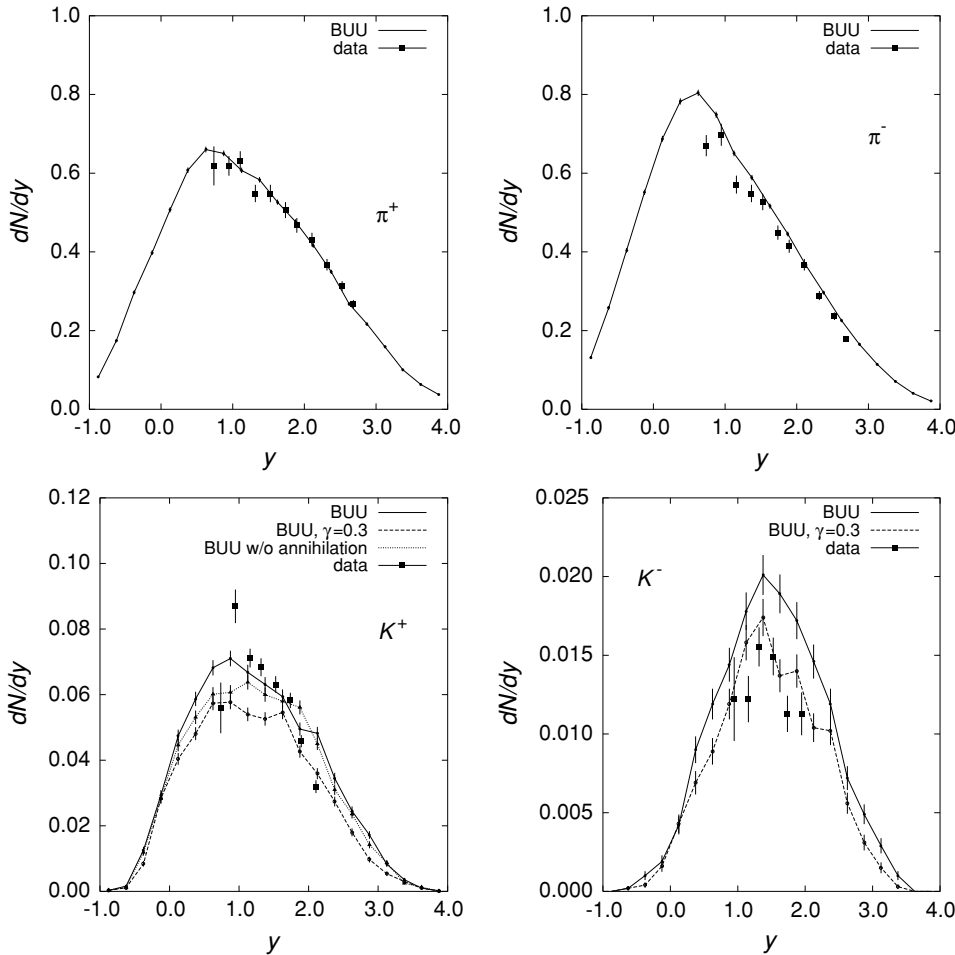 1.0
0.8
0.6
0.4
0.2
0.0
dN/dy
-1.0 0.0 1.0 2.0 3.0 4.0
y
BUU
data
π+
1.0
0.8
0.6
0.4
0.2
0.0
dN/dy
-1.0 0.0 1.0 2.0 3.0 4.0
y
BUU
data
π-
0.12
0.10
0.08
0.06
0.04
0.02
0.00
dN/dy
-1.0 0.0 1.0 2.0 3.0 4.0
y
BUU
BUU, γ=0.3
BUU w/o annihilation
data
K+
0.025
0.020
0.015
0.010
0.005
0.000
dN/dy
-1.0 0.0 1.0 2.0 3.0 4.0
y
BUU
BUU, γ=0.3
data
K-